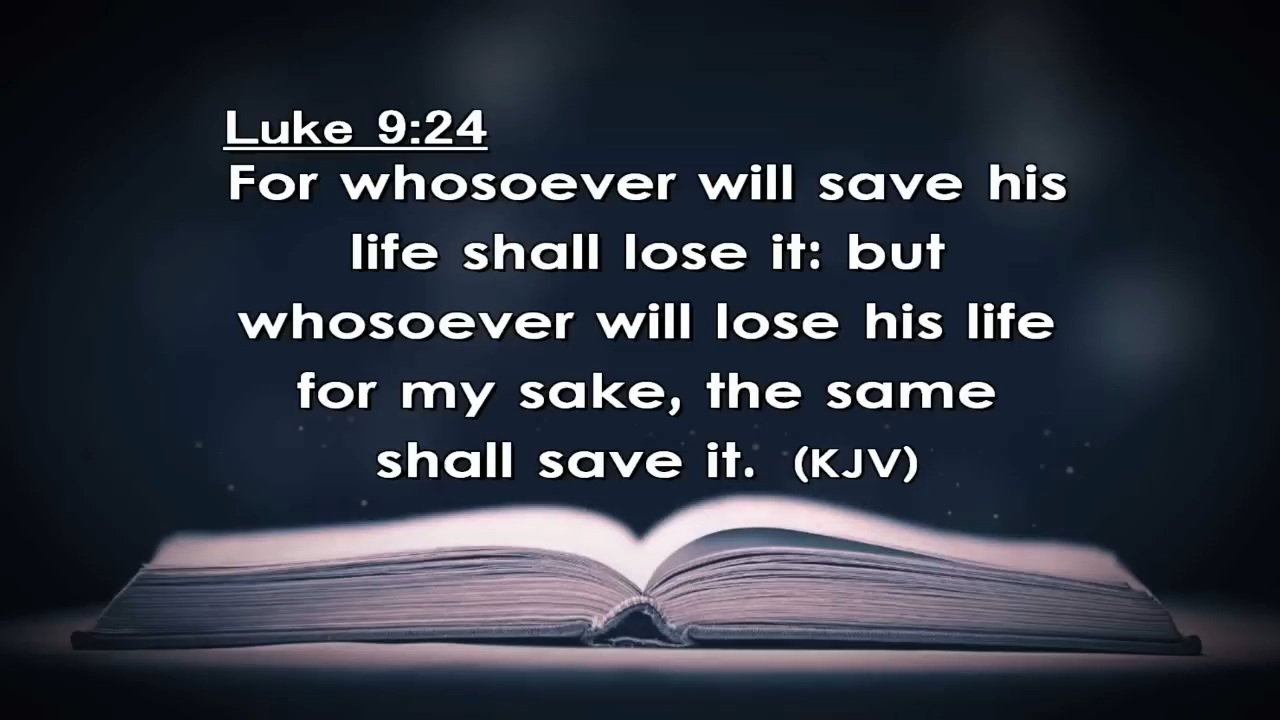 Luke 9:24
For whosoever will save his
life shall lose it: but
whosoever will lose his life
for my sake, the same
shall save it. (KJV)